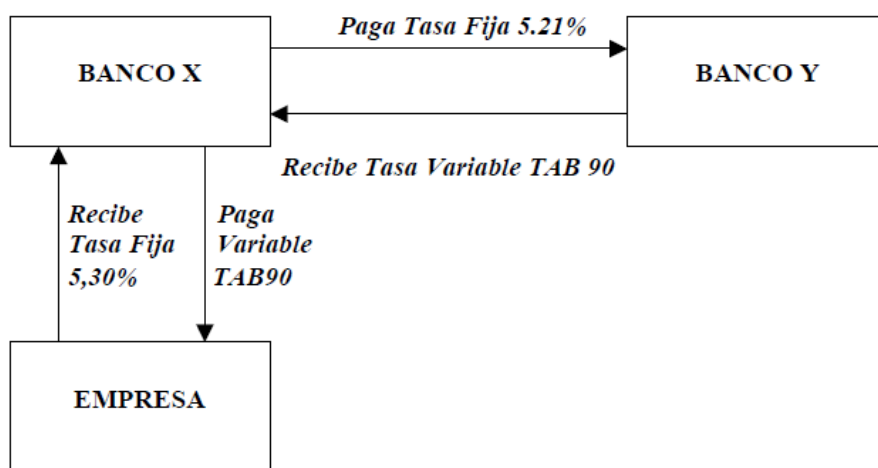 Paga Tasa Fija 5.21%
BANCO X
BANCO Y
Recibe Tasa Variable TAB 90
Recibe
Tasa Fija
5,30%
Paga
Variable
TAB90
EMPRESA